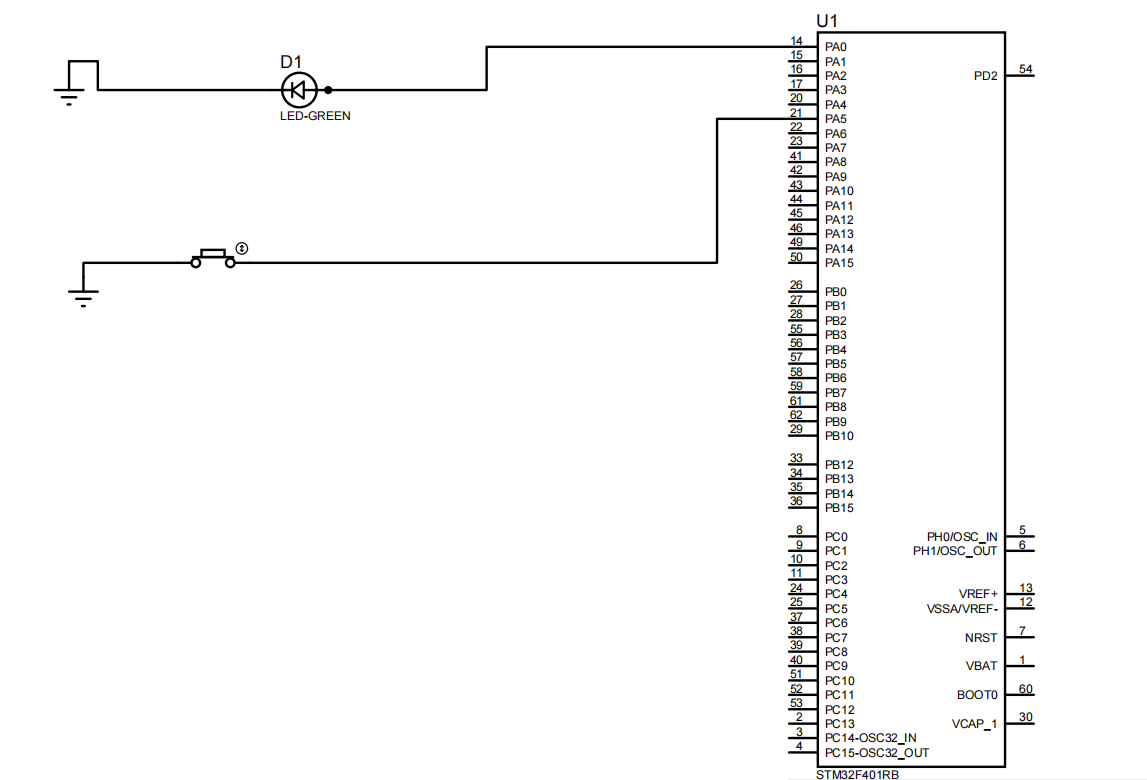 U1
D1
LED-GREEN
14 PA0
15 PA1
16 PA2
17 PA3
20 PA4
21 PA5
22 PA6
23 PA7
41 PA8
42 PA9
43 PA10
44 PA11
45 PA12
46 PA13
49 PA14
50 PA15
26 PB0
27 PB1
28 PB2
55 PB3
56 PB4
57 PB5
58 PB6
59 PB7
61 PB8
62 PB9
29 PB10
33 PB12
34 PB13
35 PB14
36 PB15
8 PC0
9 PC1
10 PC2
11 PC3
24 PC4
25 PC5
37 PC6
38 PC7
39 PC8
40 PC9
51 PC10
52 PC11
53 PC12
2 PC13
3 PC14-OSC32_IN
4 PC15-OSC32_OUT
PD2 54
PH0/OSC_IN 5
PH1/OSC_OUT 6
VREF+ 13
VSSA/VREF- 12
NRST 7
VBAT 1
BOOT0 60
VCAP_1 30
STM32F401RB